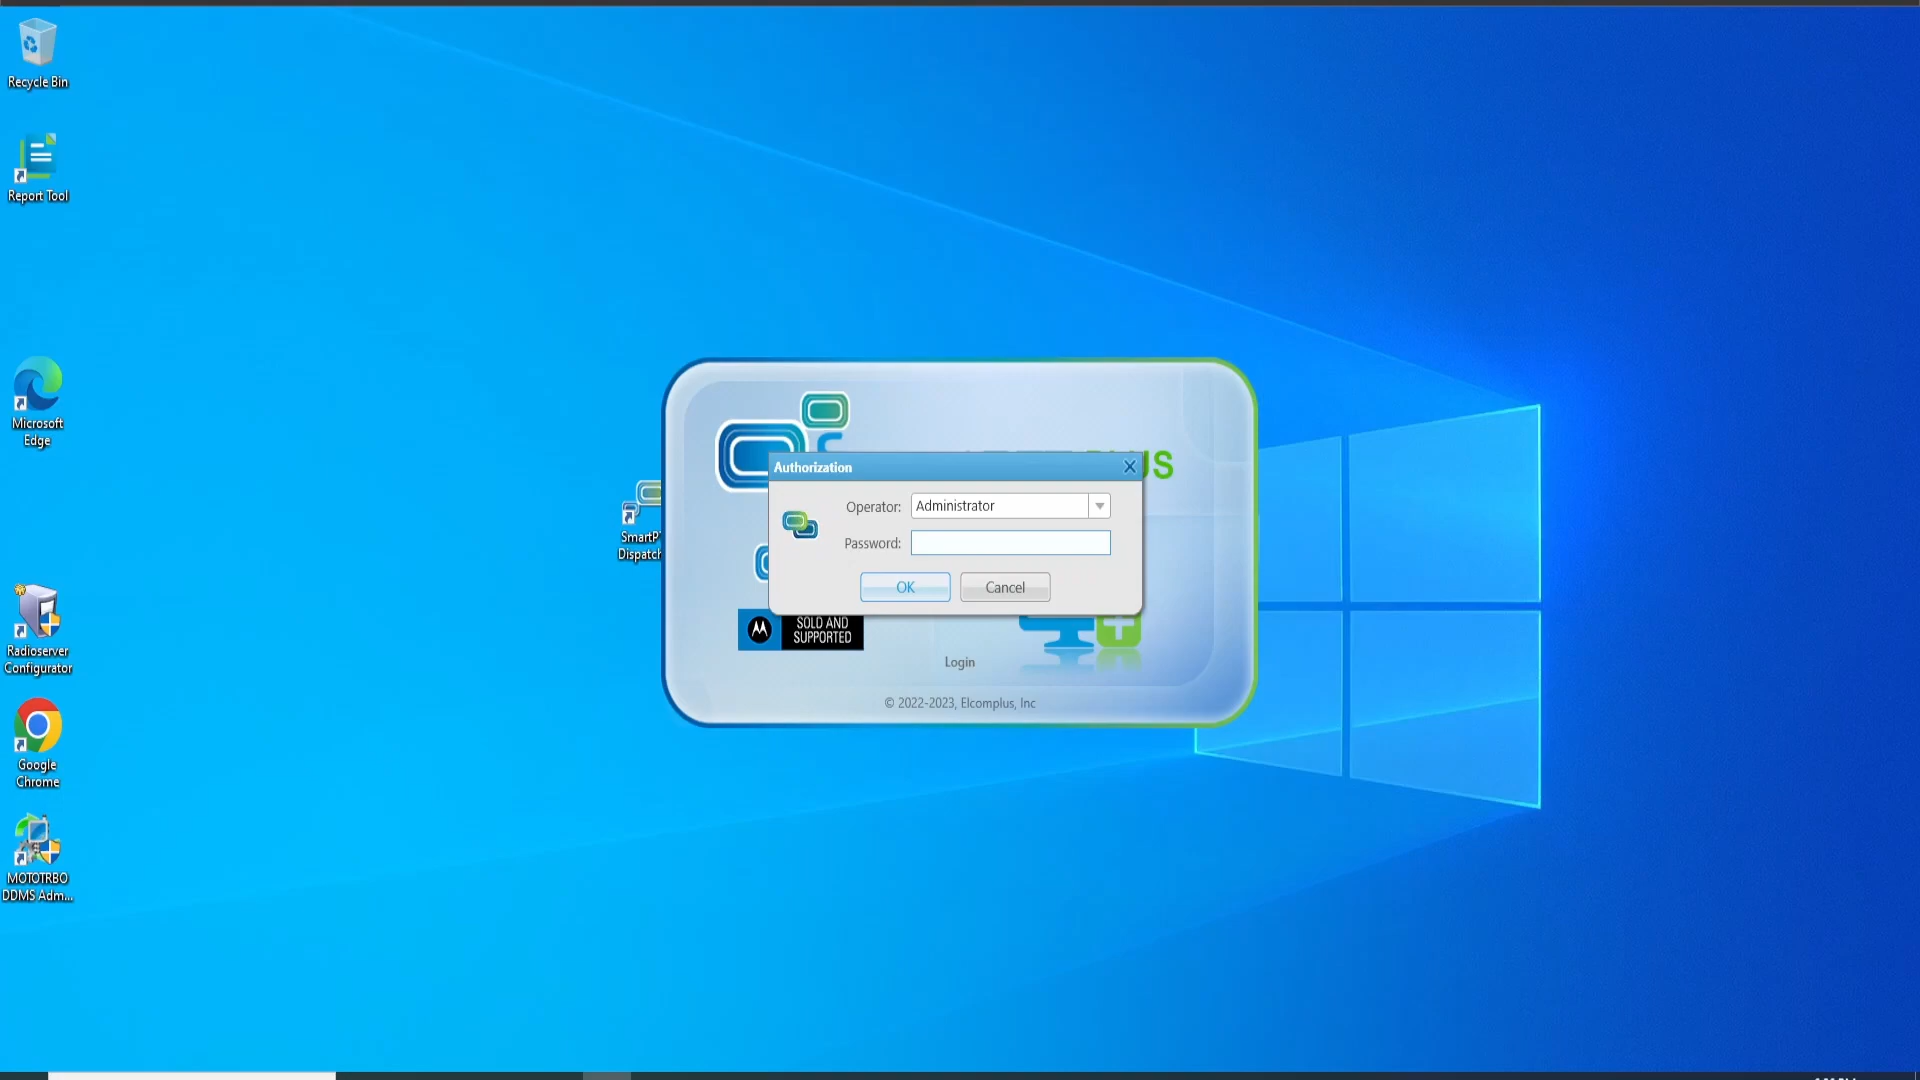 Recycle Bin
Report Tool
Microsoft
Edge
Radioserver
Configurator
Google
Chrome
MOTOTRBO
DDMS Adm...
Dispatch
Authorization
Operator:
Administrator
Password:
OK
Cancel
SOLD AND
SUPPORTED
Login
© 2022-2023, Elcomplus, Inc